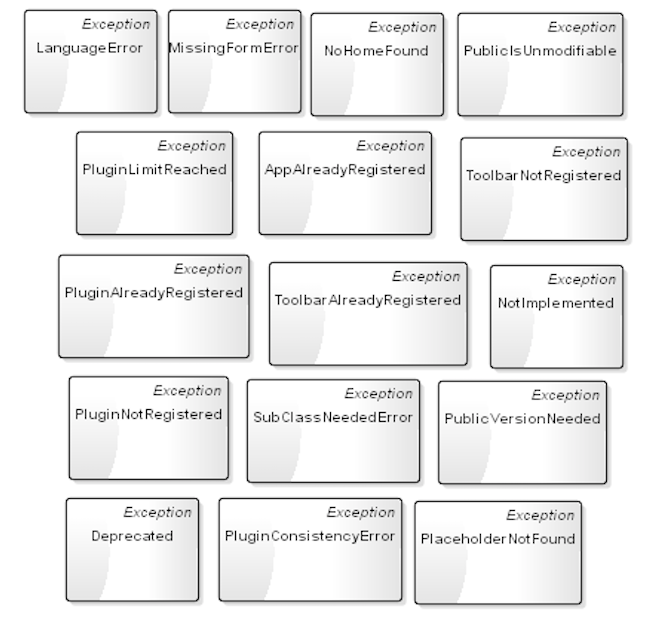 Exception
LanguageError
Exception
MissingFormError
Exception
NoHomeFound
Exception
PublicIsUnmodifiable
Exception
PluginLimitReached
Exception
AppAlreadyRegistered
Exception
ToolbarNotRegistered
Exception
PluginAlreadyRegistered
Exception
ToolbarAlreadyRegistered
Exception
NotImplemented
Exception
PluginNotRegistered
Exception
SubClassNeededError
Exception
PublicVersionNeeded
Exception
Deprecated
Exception
PluginConsistencyError
Exception
PlaceholderNotFound